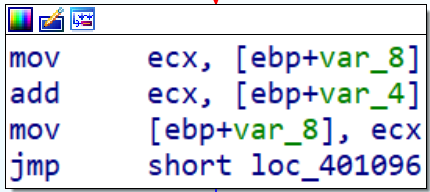 mov ecx, [ebp+var_8]
add ecx, [ebp+var_4]
mov [ebp+var_8], ecx
jmp short loc_401096